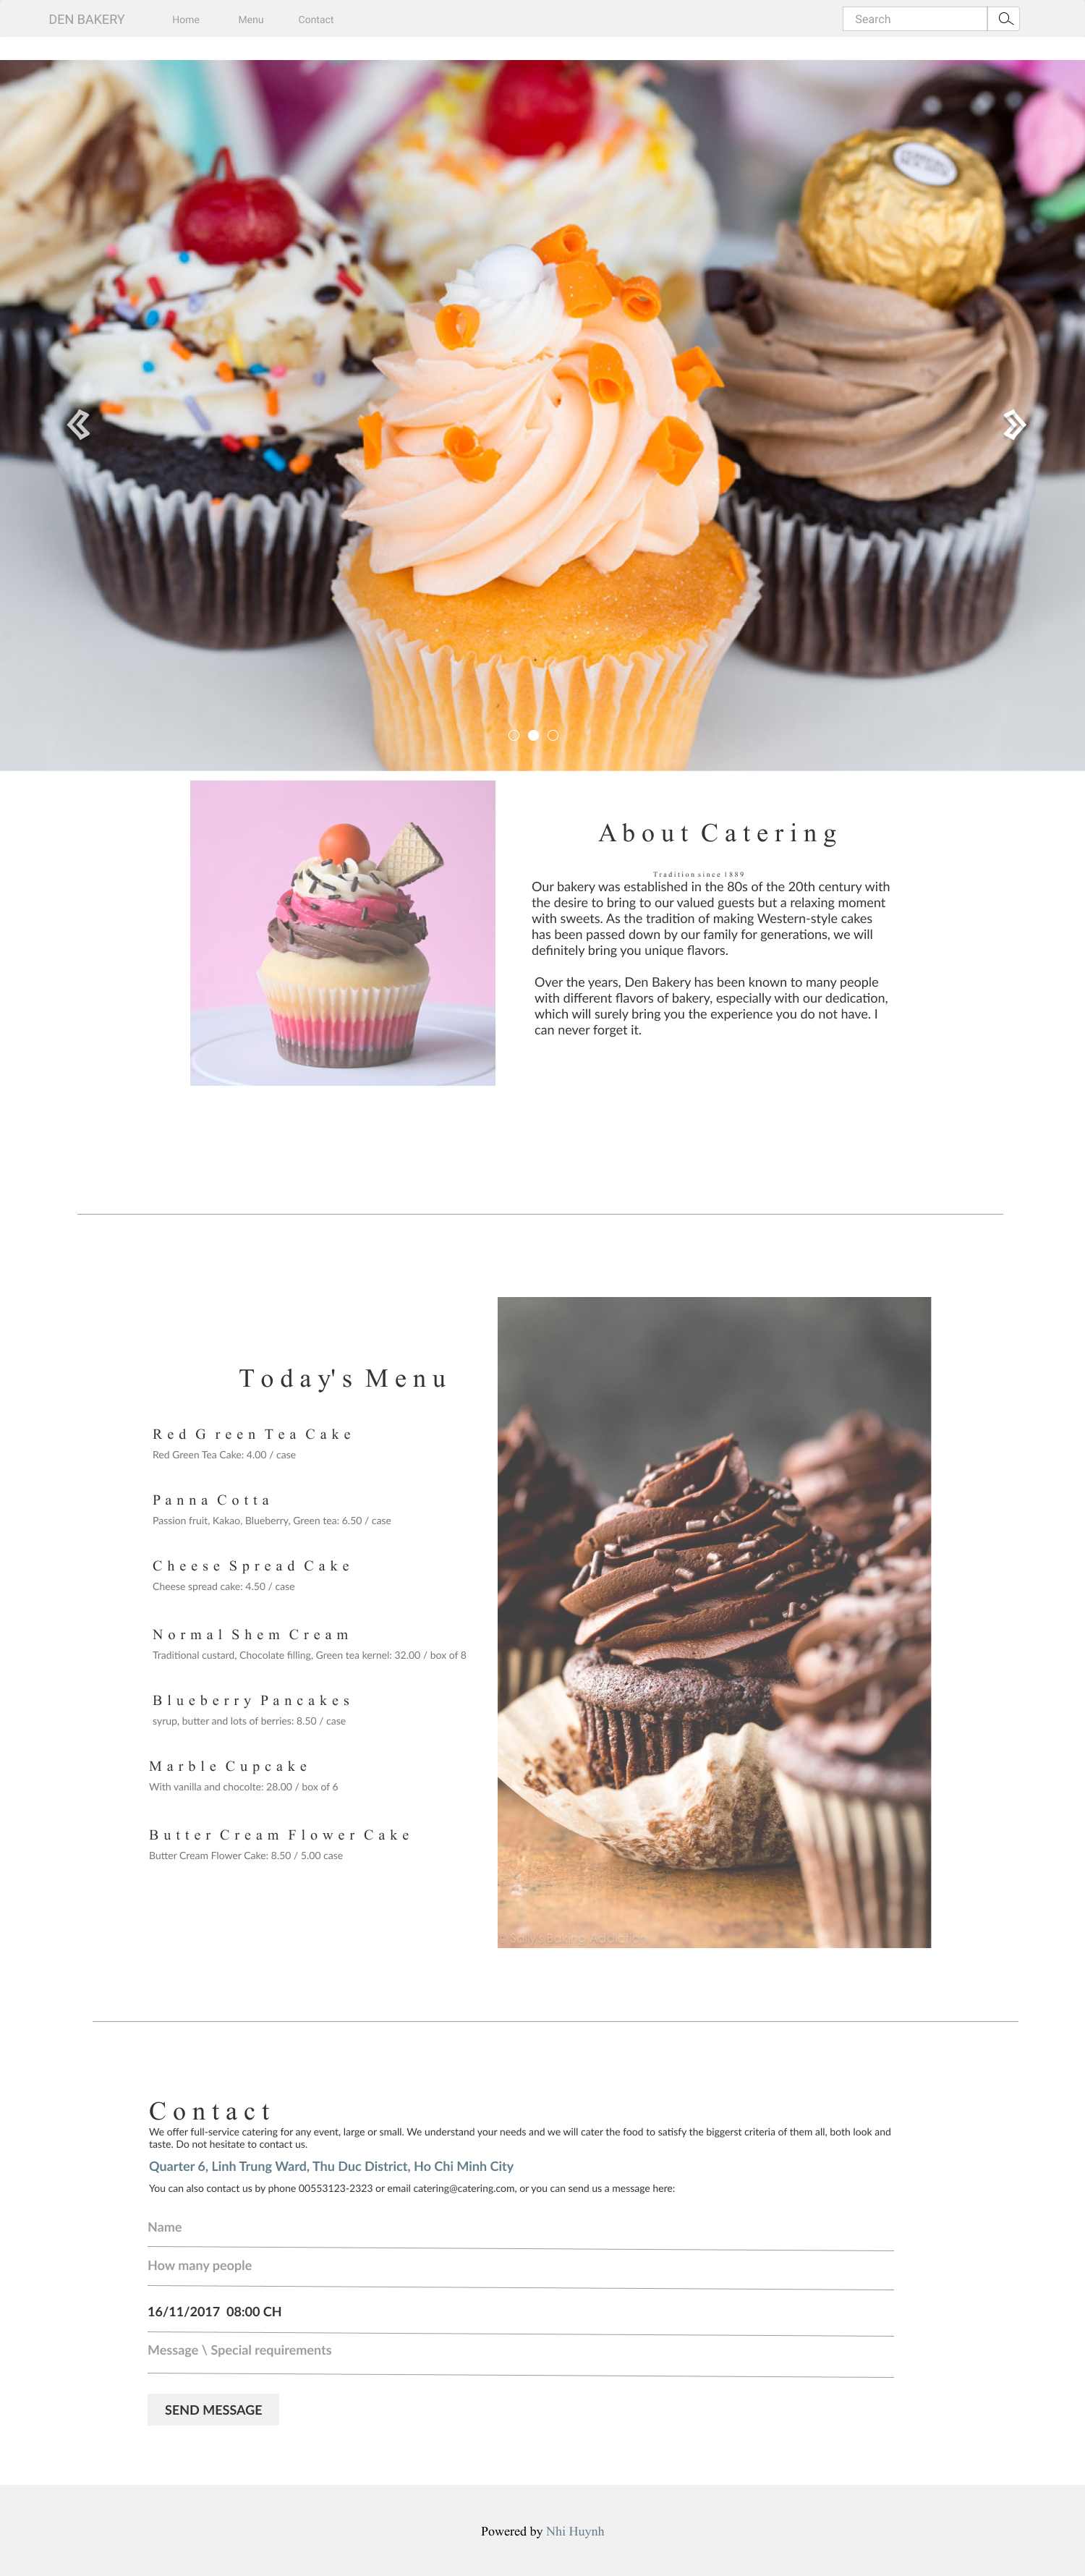 DEN BAKERY Home Menu Contact Search
About Catering
Tradition since 1889
Our bakery was established in the 80s of the 20th century with
the desire to bring to our valued guests but a relaxing moment
with sweets. As the tradition of making Western-style cakes
has been passed down by our family for generations, we will
definitely bring you unique flavors.
Over the years, Den Bakery has been known to many people
with different flavors of bakery, especially with our dedication,
which will surely bring you the experience you do not have. I
can never forget it.
Today's Menu
Red Green Tea Cake
Red Green Tea Cake: 4.00 / case
Panna Cotta
Passion fruit, Kakao, Blueberry, Green tea: 6.50 / case
Cheese Spread Cake
Cheese spread cake: 4.50 / case
Normal Shem Cream
Traditional custard, Chocolate filling, Green tea kernel: 32.00 / box of 8
Blueberry Pancakes
syrup, butter and lots of berries: 8.50 / case
Marble Cupcake
With vanilla and chocolte: 28.00 / box of 6
Butter Cream Flower Cake
Butter Cream Flower Cake: 8.50 / 5.00 case
© Sally's Baking Addiction
Contact
We offer full-service catering for any event, large or small. We understand your needs and we will cater the food to satisfy the biggerst criteria of them all, both look and
taste. Do not hesitate to contact us.
Quarter 6, Linh Trung Ward, Thu Duc District, Ho Chi Minh City
You can also contact us by phone 00553123-2323 or email catering@catering.com, or you can send us a message here:
Name
How many people
16/11/2017 08:00 CH
Message \ Special requirements
SEND MESSAGE
Powered by Nhi Huynh